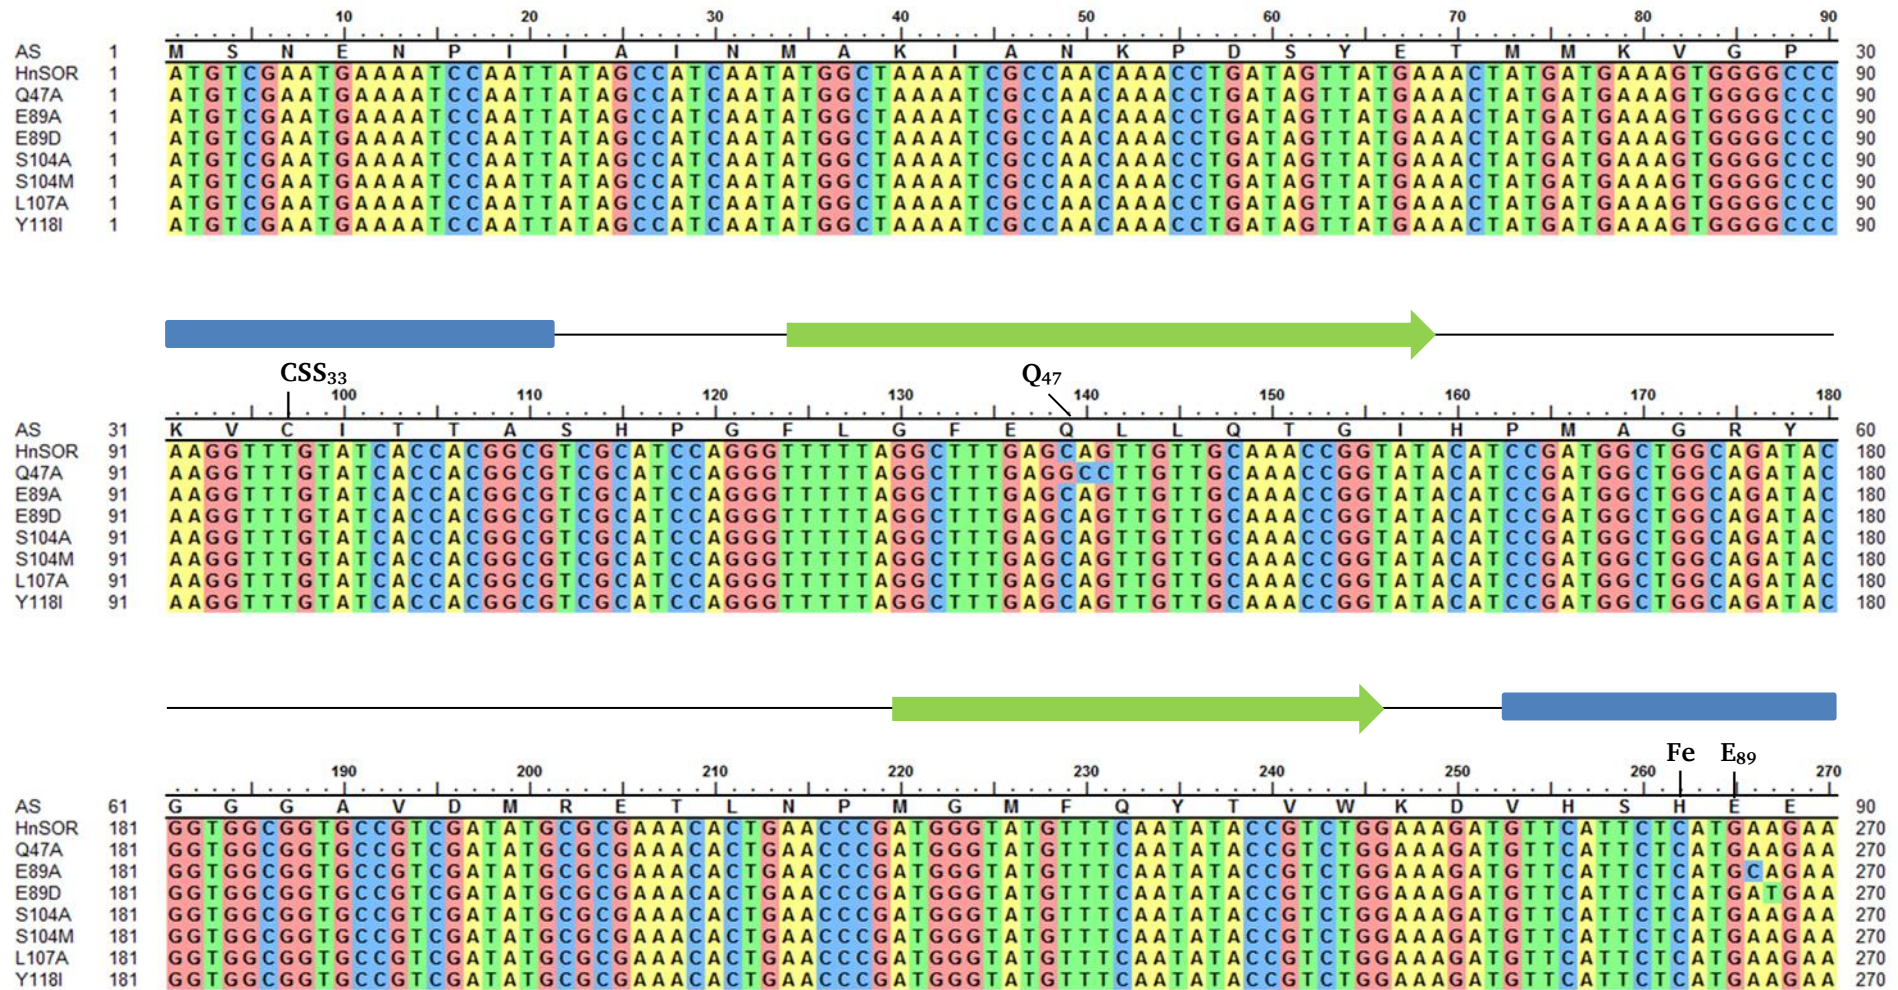 10 20 30 40 50 60 70 80 90
AS 1 M S N E N P I I A I N M A K I A N K P D S Y E T M M K V G P 30
HnSOR 1 ATGTCGAATGAAAATCCAATTATAGCCATCAATATGGCTAAAATCGCCAACAAACCTGATAGTTATGAAACTATGATGAAAGTGGGGCCC 90
Q47A 1 ATGTCGAATGAAAATCCAATTATAGCCATCAATATGGCTAAAATCGCCAACAAACCTGATAGTTATGAAACTATGATGAAAGTGGGGCCC 90
E89A 1 ATGTCGAATGAAAATCCAATTATAGCCATCAATATGGCTAAAATCGCCAACAAACCTGATAGTTATGAAACTATGATGAAAGTGGGGCCC 90
E89D 1 ATGTCGAATGAAAATCCAATTATAGCCATCAATATGGCTAAAATCGCCAACAAACCTGATAGTTATGAAACTATGATGAAAGTGGGGCCC 90
S104A 1 ATGTCGAATGAAAATCCAATTATAGCCATCAATATGGCTAAAATCGCCAACAAACCTGATAGTTATGAAACTATGATGAAAGTGGGGCCC 90
S104M 1 ATGTCGAATGAAAATCCAATTATAGCCATCAATATGGCTAAAATCGCCAACAAACCTGATAGTTATGAAACTATGATGAAAGTGGGGCCC 90
L107A 1 ATGTCGAATGAAAATCCAATTATAGCCATCAATATGGCTAAAATCGCCAACAAACCTGATAGTTATGAAACTATGATGAAAGTGGGGCCC 90
Y118I 1 ATGTCGAATGAAAATCCAATTATAGCCATCAATATGGCTAAAATCGCCAACAAACCTGATAGTTATGAAACTATGATGAAAGTGGGGCCC 90
CSS₃₃ Q₄₇
100 110 120 130 140 150 160 170 180
AS 31 K V C I T T A S H P G F L G F E Q L L Q T G I H P M A G R Y 60
HnSOR 91 AAGGTTTGTATCACCACGGCGTCGCATCCAGGGTTTTTAGGCTTTGAGCAGTTGTTGCAAACCGGTATACATCCGATGGCTGGCAGATAC 180
Q47A 91 AAGGTTTGTATCACCACGGCGTCGCATCCAGGGTTTTTAGGCTTTGAGGCCTTGTTGCAAACCGGTATACATCCGATGGCTGGCAGATAC 180
E89A 91 AAGGTTTGTATCACCACGGCGTCGCATCCAGGGTTTTTAGGCTTTGAGCAGTTGTTGCAAACCGGTATACATCCGATGGCTGGCAGATAC 180
E89D 91 AAGGTTTGTATCACCACGGCGTCGCATCCAGGGTTTTTAGGCTTTGAGCAGTTGTTGCAAACCGGTATACATCCGATGGCTGGCAGATAC 180
S104A 91 AAGGTTTGTATCACCACGGCGTCGCATCCAGGGTTTTTAGGCTTTGAGCAGTTGTTGCAAACCGGTATACATCCGATGGCTGGCAGATAC 180
S104M 91 AAGGTTTGTATCACCACGGCGTCGCATCCAGGGTTTTTAGGCTTTGAGCAGTTGTTGCAAACCGGTATACATCCGATGGCTGGCAGATAC 180
L107A 91 AAGGTTTGTATCACCACGGCGTCGCATCCAGGGTTTTTAGGCTTTGAGCAGTTGTTGCAAACCGGTATACATCCGATGGCTGGCAGATAC 180
Y118I 91 AAGGTTTGTATCACCACGGCGTCGCATCCAGGGTTTTTAGGCTTTGAGCAGTTGTTGCAAACCGGTATACATCCGATGGCTGGCAGATAC 180
Fe E₈₉
190 200 210 220 230 240 250 260 270
AS 61 G G G A V D M R E T L N P M G M F Q Y T V W K D V H S H E E 90
HnSOR 181 GGTGGCGGTGCCGTCGATATGCGCGAAACACTGAACCCGATGGGTATGTTTCAATATACCGTCTGGAAAGATGTTCATTCTCATGAAGAA 270
Q47A 181 GGTGGCGGTGCCGTCGATATGCGCGAAACACTGAACCCGATGGGTATGTTTCAATATACCGTCTGGAAAGATGTTCATTCTCATGAAGAA 270
E89A 181 GGTGGCGGTGCCGTCGATATGCGCGAAACACTGAACCCGATGGGTATGTTTCAATATACCGTCTGGAAAGATGTTCATTCTCATGCAGAA 270
E89D 181 GGTGGCGGTGCCGTCGATATGCGCGAAACACTGAACCCGATGGGTATGTTTCAATATACCGTCTGGAAAGATGTTCATTCTCATGATGAA 270
S104A 181 GGTGGCGGTGCCGTCGATATGCGCGAAACACTGAACCCGATGGGTATGTTTCAATATACCGTCTGGAAAGATGTTCATTCTCATGAAGAA 270
S104M 181 GGTGGCGGTGCCGTCGATATGCGCGAAACACTGAACCCGATGGGTATGTTTCAATATACCGTCTGGAAAGATGTTCATTCTCATGAAGAA 270
L107A 181 GGTGGCGGTGCCGTCGATATGCGCGAAACACTGAACCCGATGGGTATGTTTCAATATACCGTCTGGAAAGATGTTCATTCTCATGAAGAA 270
Y118I 181 GGTGGCGGTGCCGTCGATATGCGCGAAACACTGAACCCGATGGGTATGTTTCAATATACCGTCTGGAAAGATGTTCATTCTCATGAAGAA 270